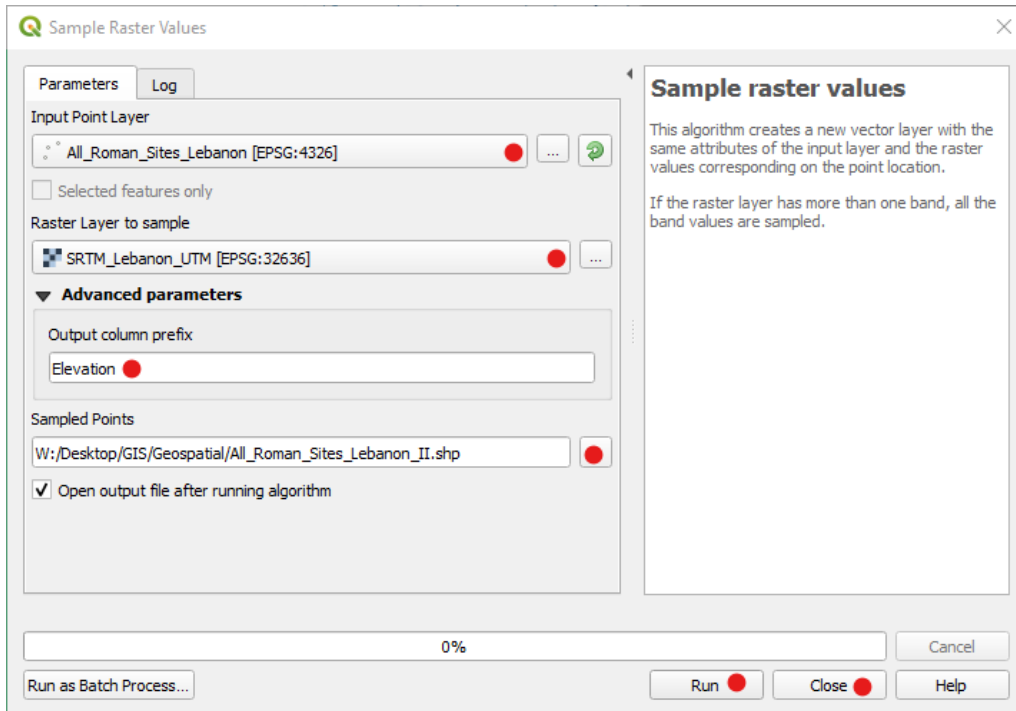 Sample Raster Values
Parameters
Log
Input Point Layer
All_Roman_Sites_Lebanon [EPSG:4326]
...
Selected features only
Raster Layer to sample
SRTM_Lebanon_UTM [EPSG:32636]
...
Advanced parameters
Output column prefix
Elevation
Sampled Points
W:/Desktop/GIS/Geospatial/All_Roman_Sites_Lebanon_II.shp
Open output file after running algorithm
Sample raster values
This algorithm creates a new vector layer with the
same attributes of the input layer and the raster
values corresponding on the point location.
If the raster layer has more than one band, all the
band values are sampled.
0%
Cancel
Run as Batch Process...
Run
Close
Help